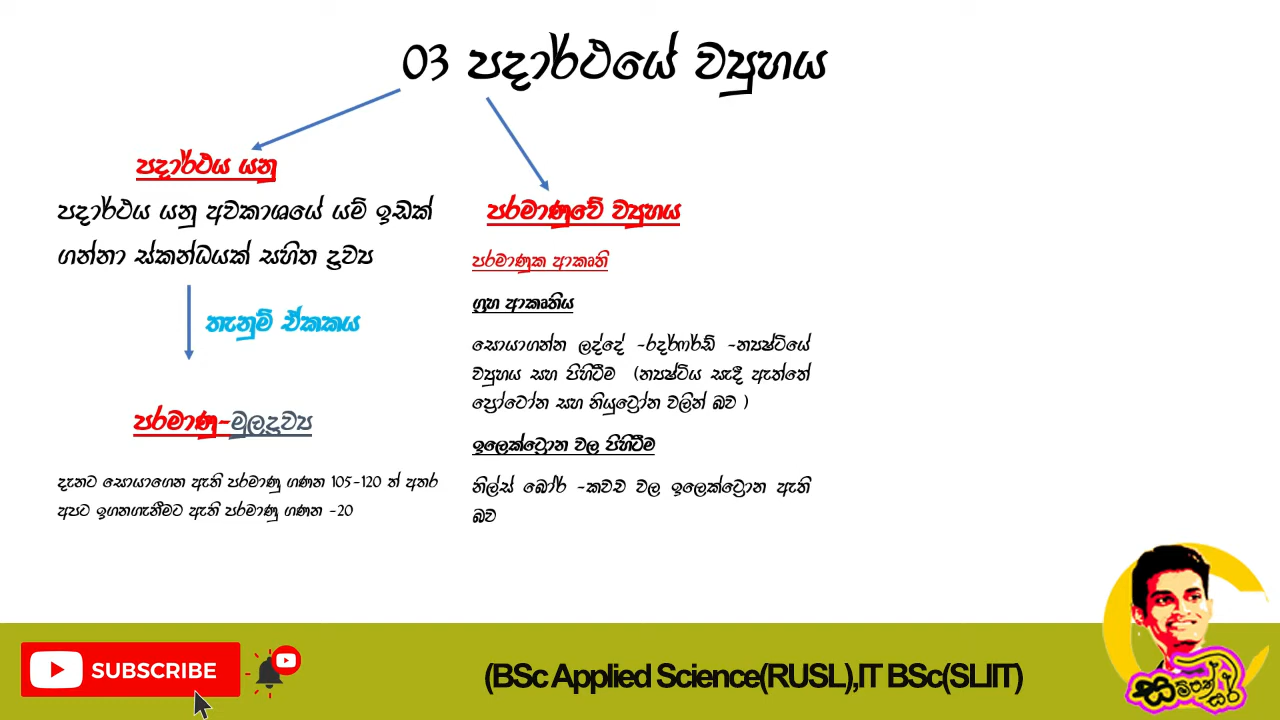 03 පදාර්ථයේ ව්‍යුහය
පදාර්ථය යනු
පදාර්ථය යනු අවකාශයේ යම් ඉඩක්
ගන්නා ස්කන්ධයක් සහිත ද්‍රව්‍ය
තැනුම් ඒකකය
පරමාණු-මූලද්‍රව්‍ය
දැනට සොයාගෙන ඇති පරමාණු ගණන 105-120 ත් අතර
අපට ඉගනගැනීමට ඇති පරමාණු ගණන -20
පරමාණුවේ ව්‍යුහය
පරමාණුක ආකෘති
ග්‍රහ ආකෘතිය
සොයාගන්න ලද්දේ -රදර්ෆර්ඩ් -න්‍යෂ්ටියේ
ව්‍යුහය සහ පිහිටීම (න්‍යෂ්ටිය සෑදී ඇත්තේ
ප්‍රෝටෝන සහ නියුට්‍රෝන වලින් බව )
ඉලෙක්ට්‍රොන වල පිහිටීම
නිල්ස් බෝර් -කවච වල ඉලෙක්ට්‍රොන ඇති
බව
SUBSCRIBE
(BSc Applied Science(RUSL),IT BSc(SLIIT)
සම්පත් සර්